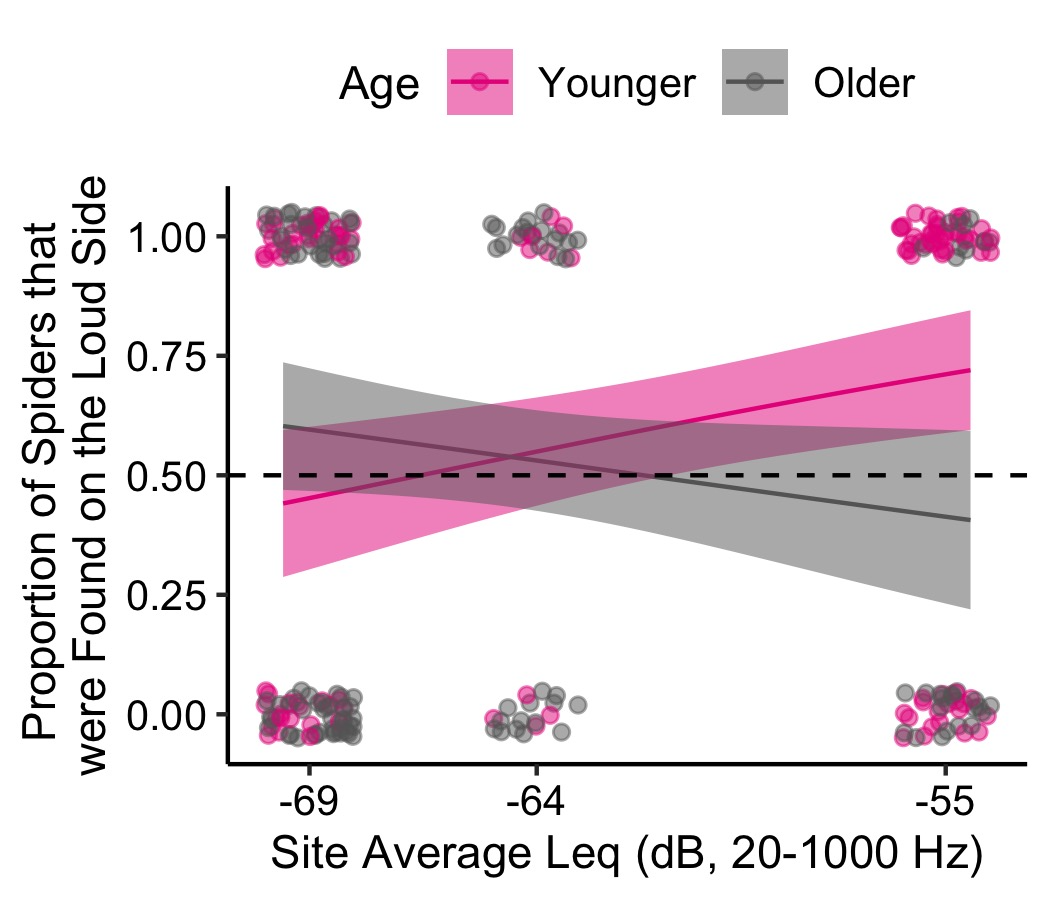 Age Younger Older
Proportion of Spiders that
were Found on the Loud Side
1.00
0.75
0.50
0.25
0.00
-69 -64 -55
Site Average Leq (dB, 20-1000 Hz)